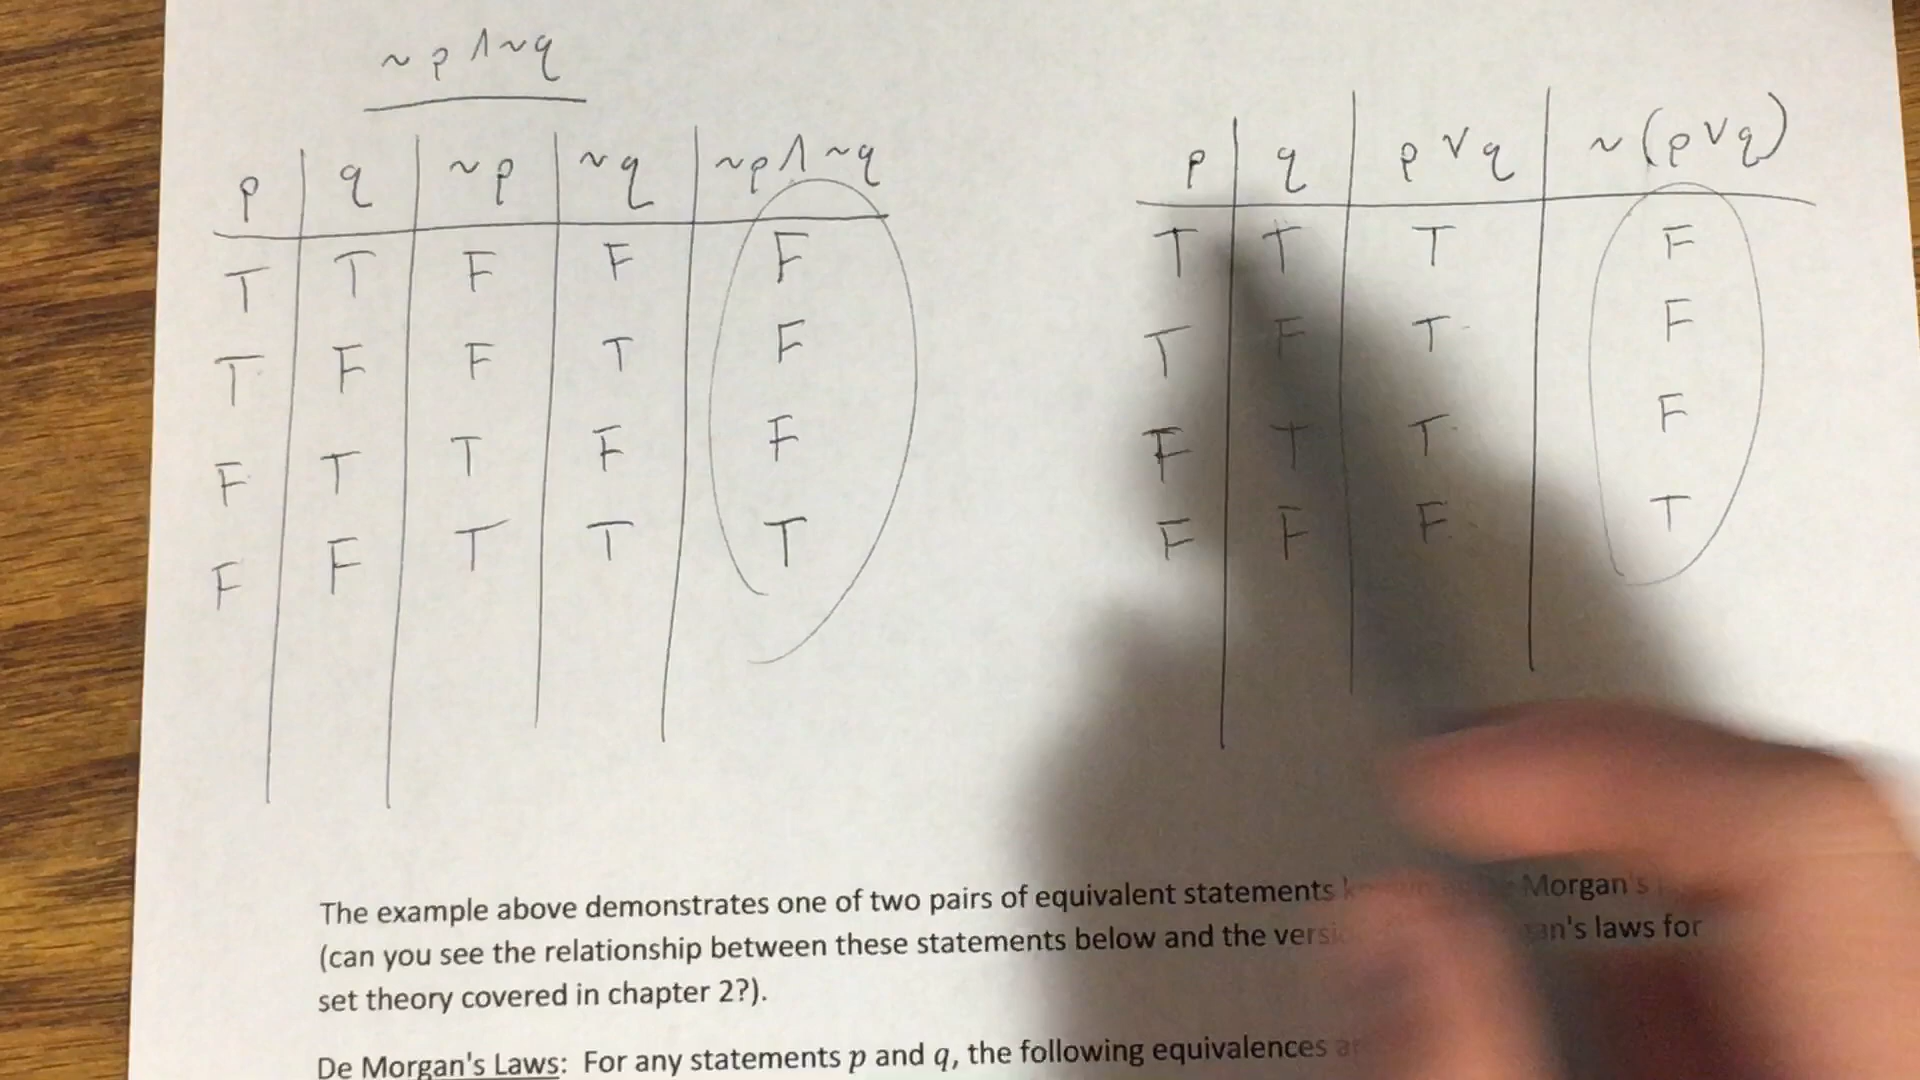 ~p∧~q
p q ~p ~q ~p∧~q
T T F F F
T F F T F
F T T F F
F F T T T
p q p∨q ~(p∨q)
T T T F
T F T F
F T T F
F F F T
The example above demonstrates one of two pairs of equivalent statements Morgan's
(can you see the relationship between these statements below and the laws for
set theory covered in chapter 2?).
De Morgan's Laws: For any statements p and q, the following equivalences